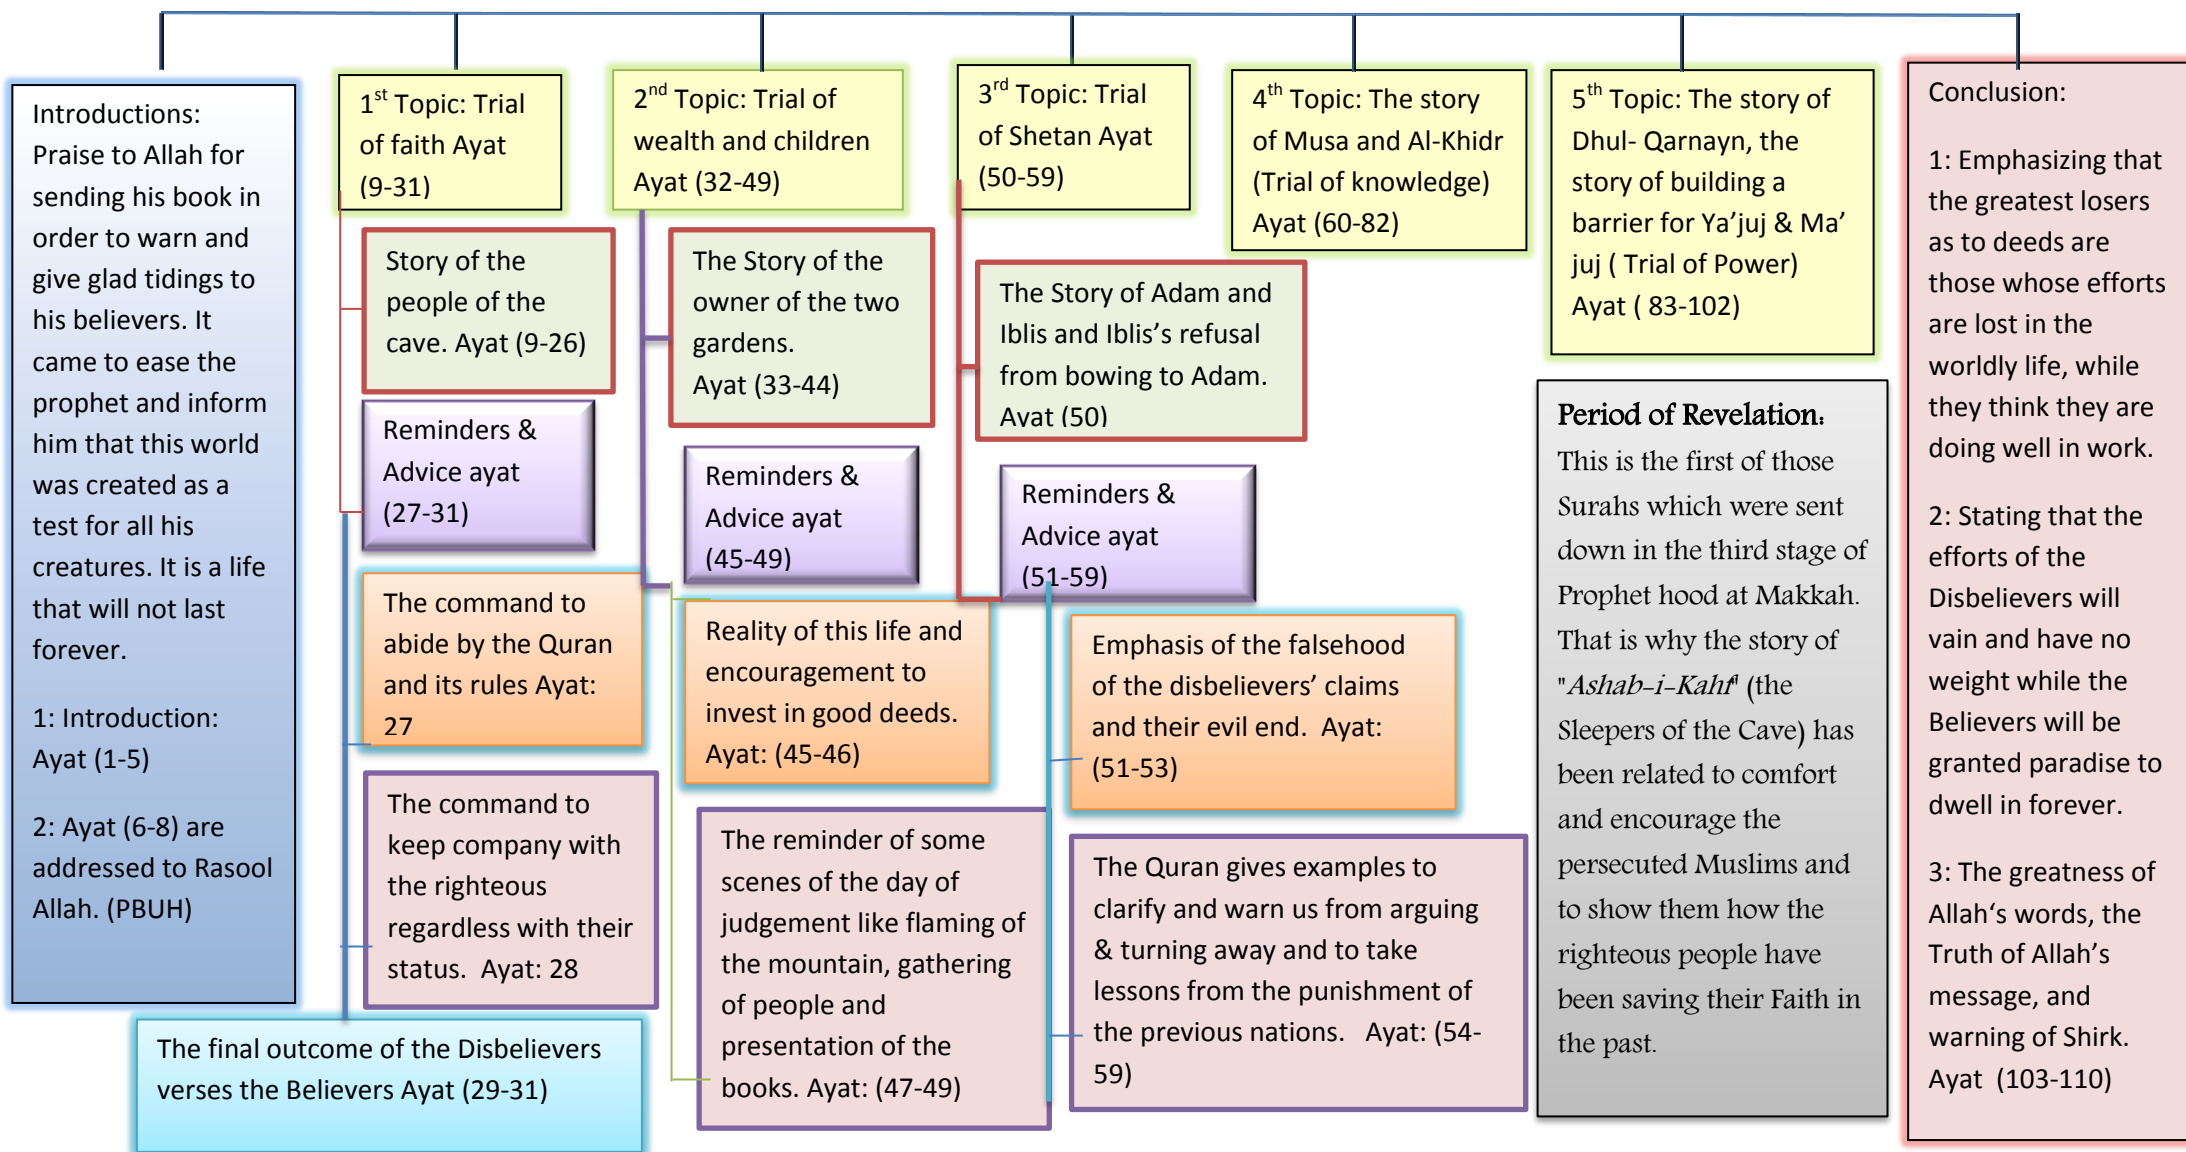 Introductions:
Praise to Allah for
sending his book in
order to warn and
give glad tidings to
his believers. It
came to ease the
prophet and inform
him that this world
was created as a
test for all his
creatures. It is a life
that will not last
forever.
1: Introduction:
Ayat (1-5)
2: Ayat (6-8) are
addressed to Rasool
Allah. (PBUH)
1st Topic: Trial
of faith Ayat
(9-31)
Story of the
people of the
cave. Ayat (9-26)
Reminders &
Advice ayat
(27-31)
The command to
abide by the Quran
and its rules Ayat:
27
The command to
keep company with
the righteous
regardless with their
status.  Ayat: 28
The final outcome of the Disbelievers
verses the Believers Ayat (29-31)
2nd Topic: Trial of
wealth and children
Ayat (32-49)
The Story of the
owner of the two
gardens.
Ayat (33-44)
Reminders &
Advice ayat
(45-49)
Reality of this life and
encouragement to
invest in good deeds.
Ayat: (45-46)
The reminder of some
scenes of the day of
judgement like flaming of
the mountain, gathering
of people and
presentation of the
books. Ayat: (47-49)
3rd Topic: Trial
of Shetan Ayat
(50-59)
The Story of Adam and
Iblis and Iblis’s refusal
from bowing to Adam.
Ayat (50)
Reminders &
Advice ayat
(51-59)
Emphasis of the falsehood
of the disbelievers’ claims
and their evil end.  Ayat:
(51-53)
The Quran gives examples to
clarify and warn us from arguing
& turning away and to take
lessons from the punishment of
the previous nations.   Ayat: (54-
59)
4th Topic: The story
of Musa and Al-Khidr
(Trial of knowledge)
Ayat (60-82)
5th Topic: The story of
Dhul- Qarnayn, the
story of building a
barrier for Ya’juj & Ma’
juj ( Trial of Power)
Ayat ( 83-102)
Period of Revelation:
This is the first of those
Surahs which were sent
down in the third stage of
Prophet hood at Makkah.
That is why the story of
"Ashab-i-Kahf" (the
Sleepers of the Cave) has
been related to comfort
and encourage the
persecuted Muslims and
to show them how the
righteous people have
been saving their Faith in
the past.
Conclusion:
1: Emphasizing that
the greatest losers
as to deeds are
those whose efforts
are lost in the
worldly life, while
they think they are
doing well in work.
2: Stating that the
efforts of the
Disbelievers will
vain and have no
weight while the
Believers will be
granted paradise to
dwell in forever.
3: The greatness of
Allah‘s words, the
Truth of Allah’s
message, and
warning of Shirk.
Ayat  (103-110)